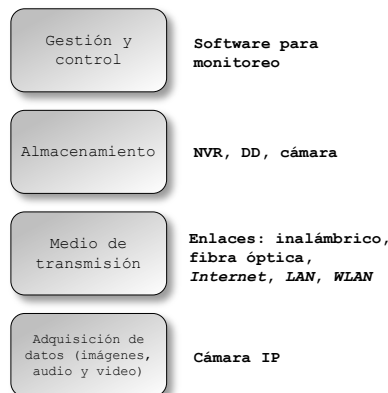 Gestión y
control
Software para
monitoreo
Almacenamiento
NVR, DD, cámara
Medio de
transmisión
Enlaces: inalámbrico,
fibra óptica,
Internet, LAN, WLAN
Adquisición de
datos (imágenes,
audio y video)
Cámara IP